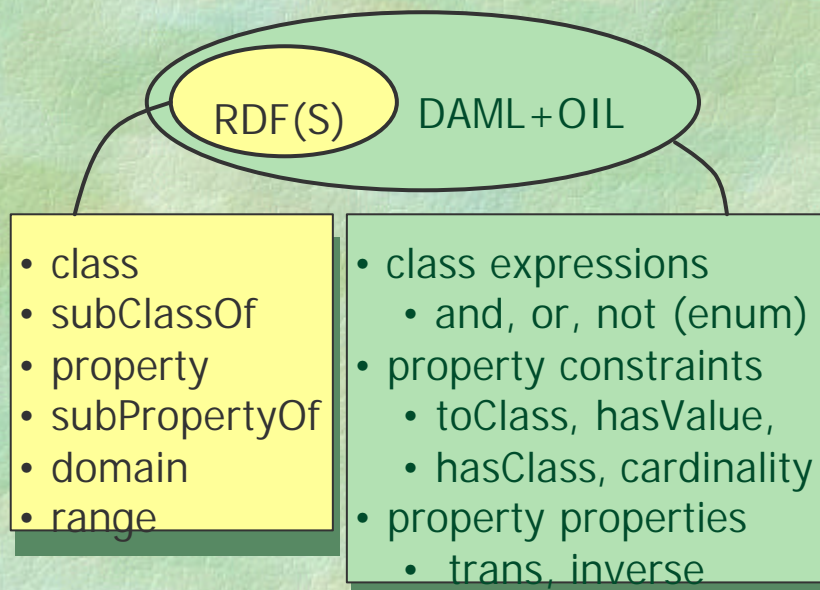 RDF(S) DAML+OIL
• class
• subClassOf
• property
• subPropertyOf
• domain
• range
• class expressions
• and, or, not (enum)
• property constraints
• toClass, hasValue,
• hasClass, cardinality
• property properties
• trans, inverse